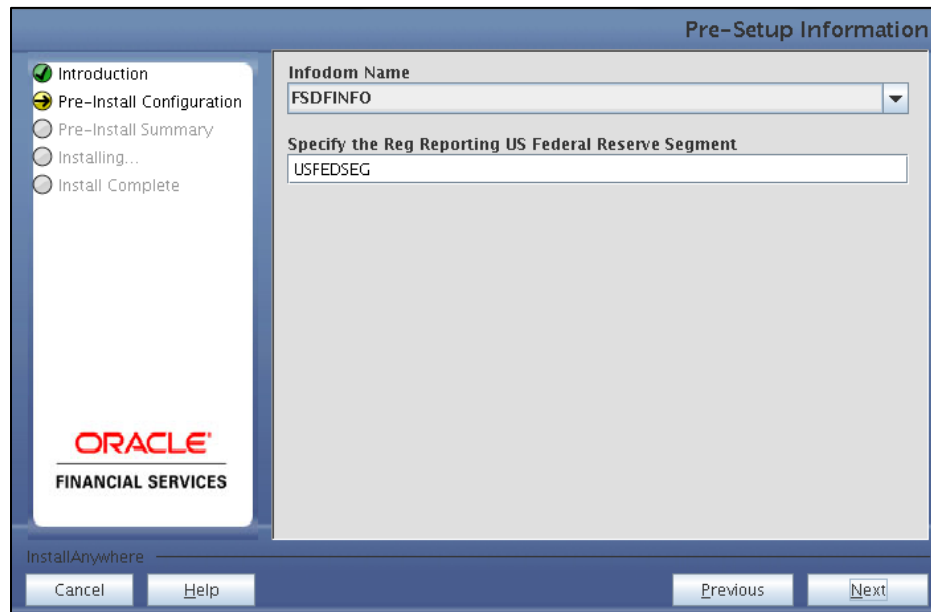 Pre-Setup Information
Introduction
Pre-Install Configuration
Pre-Install Summary
Installing...
Install Complete
ORACLE'
FINANCIAL SERVICES
Infodom Name
FSDFINFO
Specify the Reg Reporting US Federal Reserve Segment
USFEDSEG
InstallAnywhere
Cancel
Help
Previous
Next